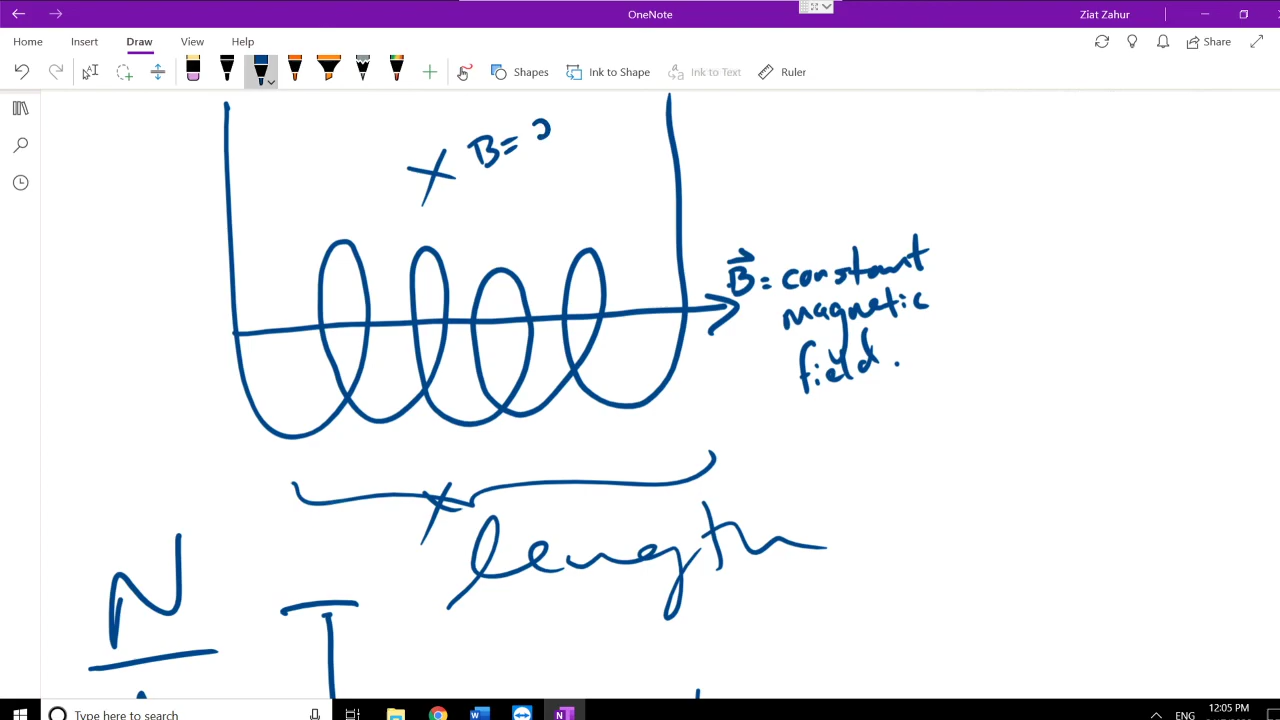 OneNote
Ziat Zahur
Home Insert Draw View Help
Share
Shapes Ink to Shape Ink to Text Ruler
B=
B = constant
magnetic
field.
length
N
I
Type here to search
ENG
12:05 PM